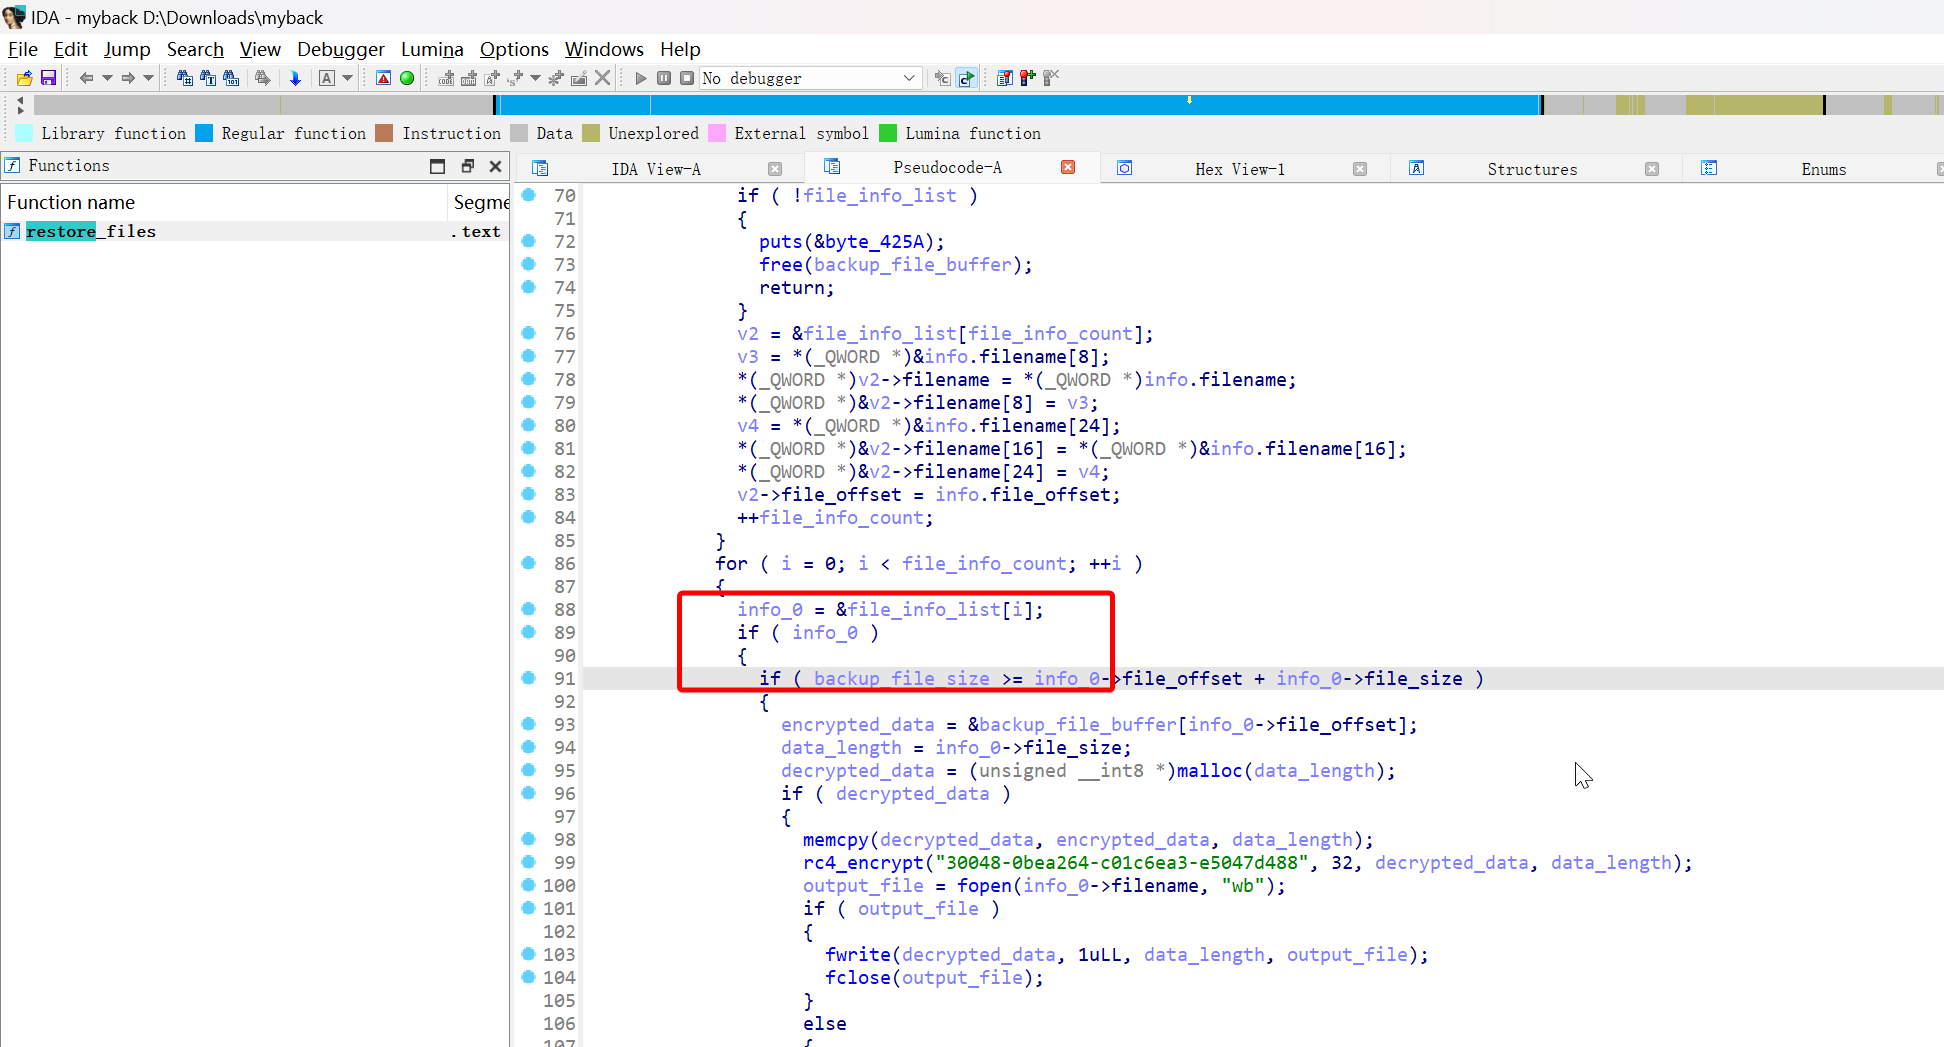 IDA - myback D:\Downloads\myback
File Edit Jump Search View Debugger Lumina Options Windows Help
No debugger
Library function Regular function Instruction Data Unexplored External symbol Lumina function
Functions
IDA View-A Pseudocode-A Hex View-1 Structures Enums
Function name Segme
restore_files .text
70 if ( !file_info_list )
71 {
72 puts(&byte_425A);
73 free(backup_file_buffer);
74 return;
75 }
76 v2 = &file_info_list[file_info_count];
77 v3 = *(_QWORD *)&info.filename[8];
78 *(_QWORD *)v2->filename = *(_QWORD *)info.filename;
79 *(_QWORD *)&v2->filename[8] = v3;
80 v4 = *(_QWORD *)&info.filename[24];
81 *(_QWORD *)&v2->filename[16] = *(_QWORD *)&info.filename[16];
82 *(_QWORD *)&v2->filename[24] = v4;
83 v2->file_offset = info.file_offset;
84 ++file_info_count;
85 }
86 for ( i = 0; i < file_info_count; ++i )
87 {
88 info_0 = &file_info_list[i];
89 if ( info_0 )
90 {
91 if ( backup_file_size >= info_0->file_offset + info_0->file_size )
92 {
93 encrypted_data = &backup_file_buffer[info_0->file_offset];
94 data_length = info_0->file_size;
95 decrypted_data = (unsigned __int8 *)malloc(data_length);
96 if ( decrypted_data )
97 {
98 memcpy(decrypted_data, encrypted_data, data_length);
99 rc4_encrypt("30048-0bea264-c01c6ea3-e5047d488", 32, decrypted_data, data_length);
100 output_file = fopen(info_0->filename, "wb");
101 if ( output_file )
102 {
103 fwrite(decrypted_data, 1uLL, data_length, output_file);
104 fclose(output_file);
105 }
106 else
107 {